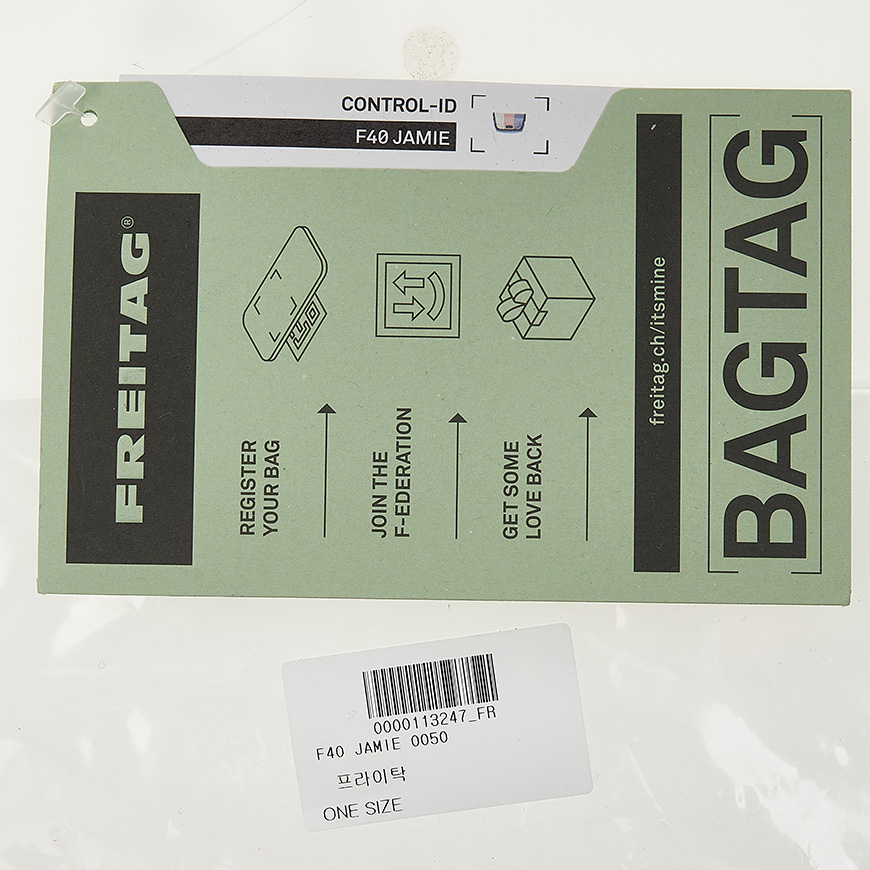 CONTROL-ID
F40 JAMIE
FREITAG®
REGISTER
YOUR BAG
JOIN THE
F-EDERATION
GET SOME
LOVE BACK
freitag.ch/itsmine
BAGTAG
0000113247_FR
F40 JAMIE 0050
프라이탁
ONE SIZE